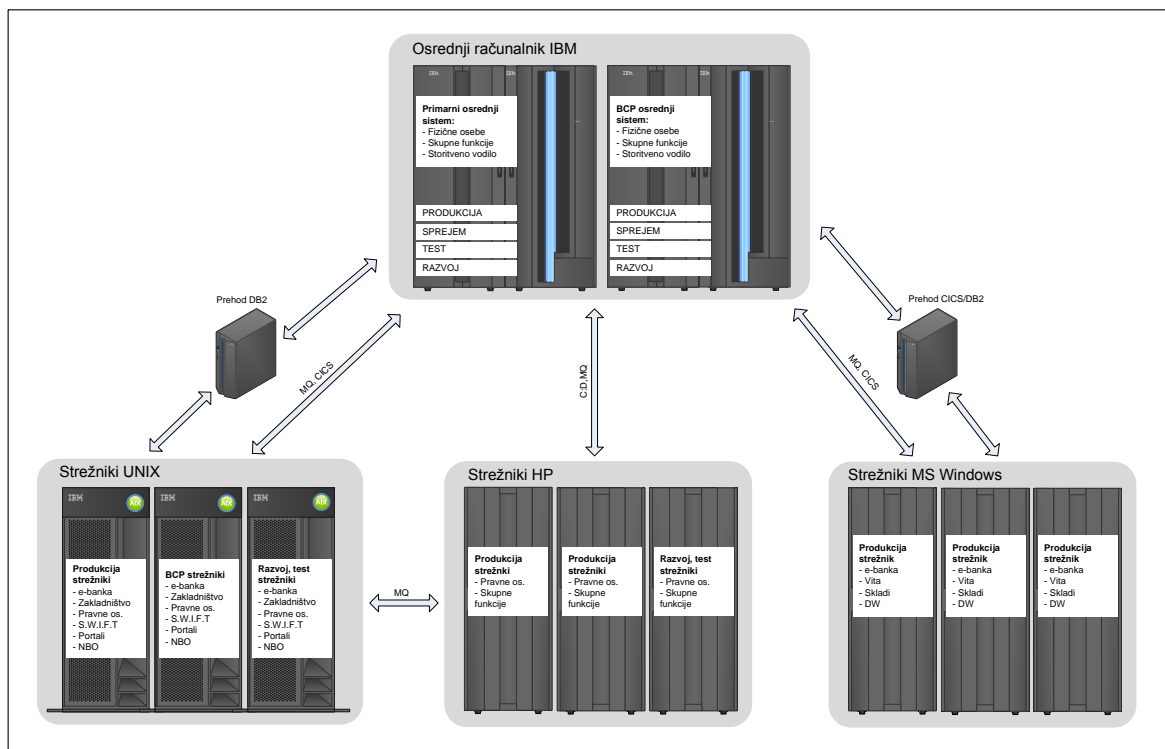 Osrednji računalnik IBM
Primarni osrednji
sistem:
- Fizične osebe
- Skupne funkcije
- Storitveno vodilo
PRODUKCIJA
SPREJEM
TEST
RAZVOJ
BCP osrednji
sistem:
- Fizične osebe
- Skupne funkcije
- Storitveno vodilo
PRODUKCIJA
SPREJEM
TEST
RAZVOJ
Prehod DB2
Prehod CICS/DB2
MQ, CICS
C:D,MQ
MQ, CICS
Strežniki UNIX
IBM
AIX
IBM
AIX
IBM
AIX
Produkcija
strežniki
- e-banka
- Zakladništvo
- Pravne os.
- S.W.I.F.T
- Portali
- NBO
BCP strežniki
- e-banka
- Zakladništvo
- Pravne os.
- S.W.I.F.T
- Portali
- NBO
Razvoj, test
strežniki
- e-banka
- Zakladništvo
- Pravne os.
- S.W.I.F.T
- Portali
- NBO
MQ
Strežniki HP
Produkcija
strežniki
- Pravne os.
- Skupne
funkcije
Produkcija
strežniki
- Pravne os.
- Skupne
funkcije
Razvoj, test
strežniki
- Pravne os.
- Skupne
funkcije
Strežniki MS Windows
Produkcija
strežnik
- e-banka
- Vita
- Skladi
- DW
Produkcija
strežnik
- e-banka
- Vita
- Skladi
- DW
Produkcija
strežnik
- e-banka
- Vita
- Skladi
- DW